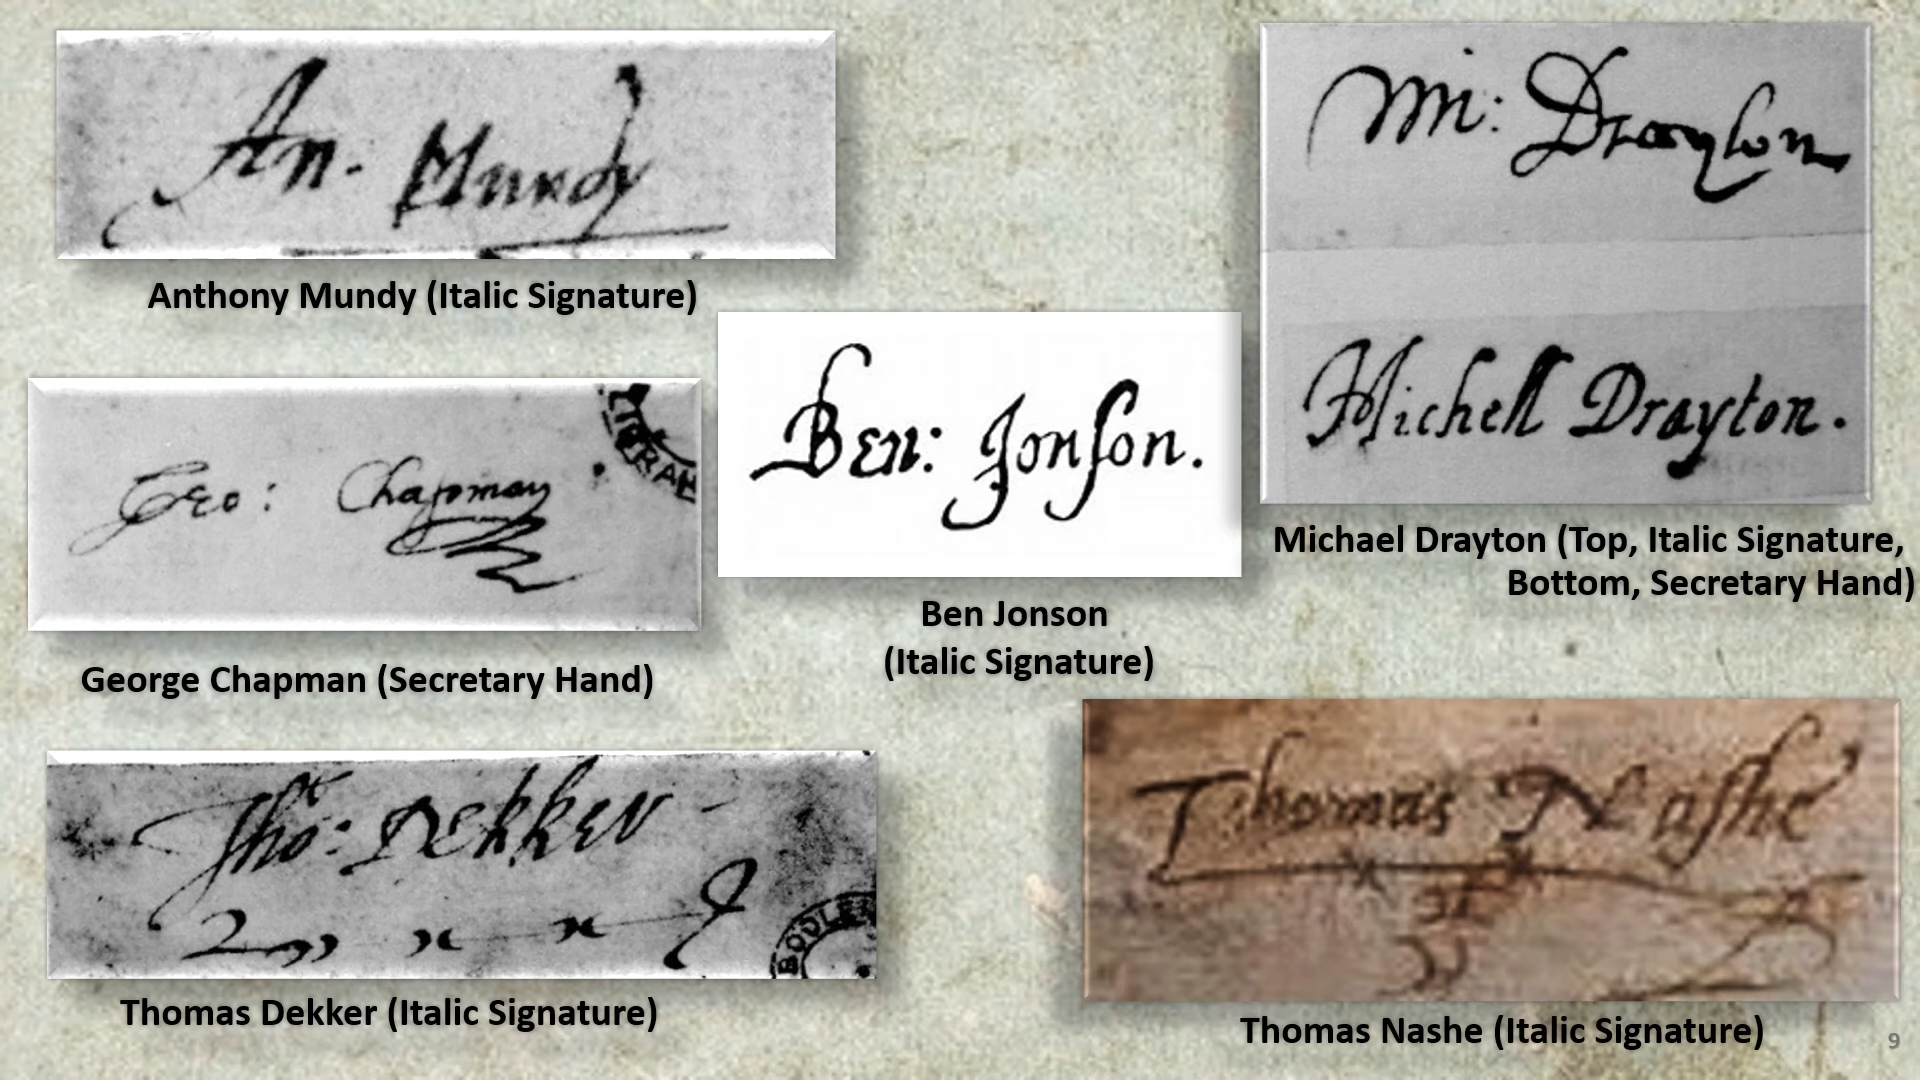 An. Mundy
Anthony Mundy (Italic Signature)
Mi: Drayton
Michell Drayton.
Michael Drayton (Top, Italic Signature,
Bottom, Secretary Hand)
Geo: Chapman
George Chapman (Secretary Hand)
Ben: Jonson.
Ben Jonson
(Italic Signature)
Tho: Dekker
BODLE
Thomas Dekker (Italic Signature)
Thomas Nashe
Thomas Nashe (Italic Signature)
9